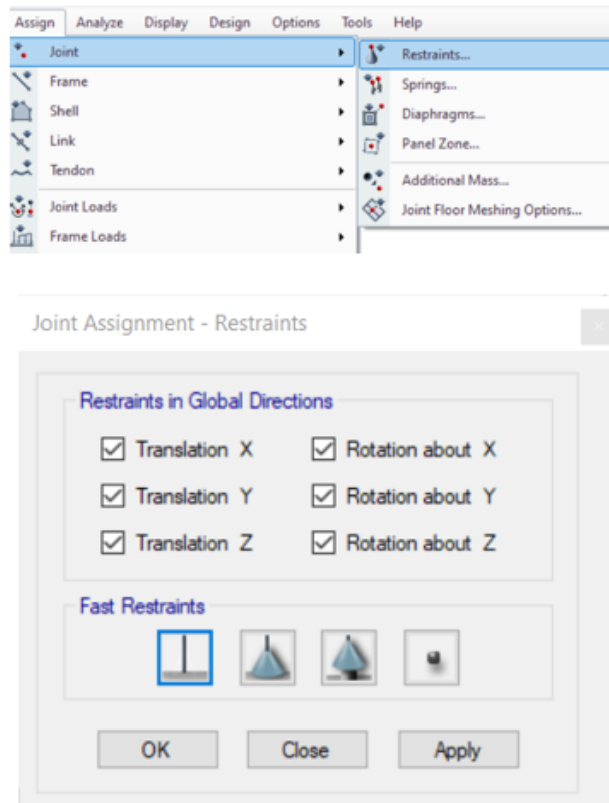 Assign Analyze Display Design Options Tools Help
Joint
Frame
Shell
Link
Tendon
Joint Loads
Frame Loads
Restraints...
Springs...
Diaphragms...
Panel Zone...
Additional Mass...
Joint Floor Meshing Options...
Joint Assignment - Restraints
Restraints in Global Directions
Translation X Rotation about X
Translation Y Rotation about Y
Translation Z Rotation about Z
Fast Restraints
OK Close Apply